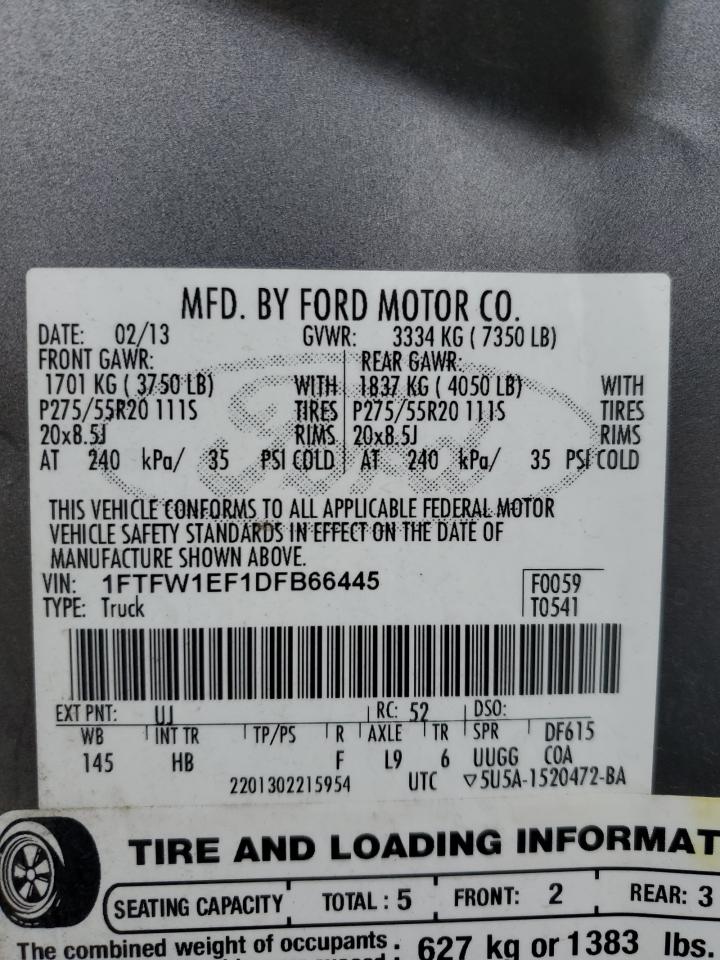 MFD. BY FORD MOTOR CO.
DATE: 02/13 GVWR: 3334 KG ( 7350 LB)
FRONT GAWR: REAR GAWR:
1701 KG ( 3750 LB) WITH 1837 KG ( 4050 LB) WITH
P275/55R20 111S TIRES P275/55R20 111S TIRES
20x8.5J RIMS 20x8.5J RIMS
AT 240 kPa/ 35 PSI COLD AT 240 kPa/ 35 PSI COLD
Ford
THIS VEHICLE CONFORMS TO ALL APPLICABLE FEDERAL MOTOR
VEHICLE SAFETY STANDARDS IN EFFECT ON THE DATE OF
MANUFACTURE SHOWN ABOVE.
VIN: 1FTFW1EF1DFB66445 F0059
TYPE: Truck T0541
EXT PNT: UJ RC: 52 DSO:
WB INT TR TP/PS R AXLE TR SPR DF615
145 HB F L9 6 UUGG COA
2201302215954 UTC ▽5U5A-1520472-BA
TIRE AND LOADING INFORMAT
SEATING CAPACITY TOTAL : 5 FRONT: 2 REAR: 3
The combined weight of occupants : 627 kg or 1383 lbs.